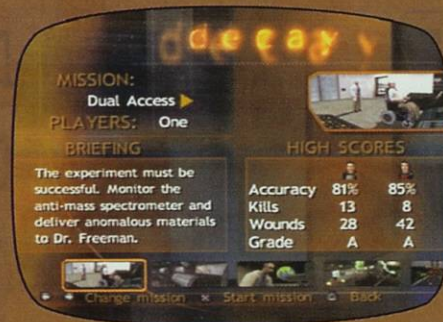 decay
MISSION:
Dual Access
PLAYERS: One
BRIEFING
The experiment must be
successful. Monitor the
anti-mass spectrometer and
deliver anomalous materials
to Dr. Freeman.
HIGH SCORES
Accuracy 81% 85%
Kills 13 8
Wounds 28 42
Grade A A
Change mission Start mission Back